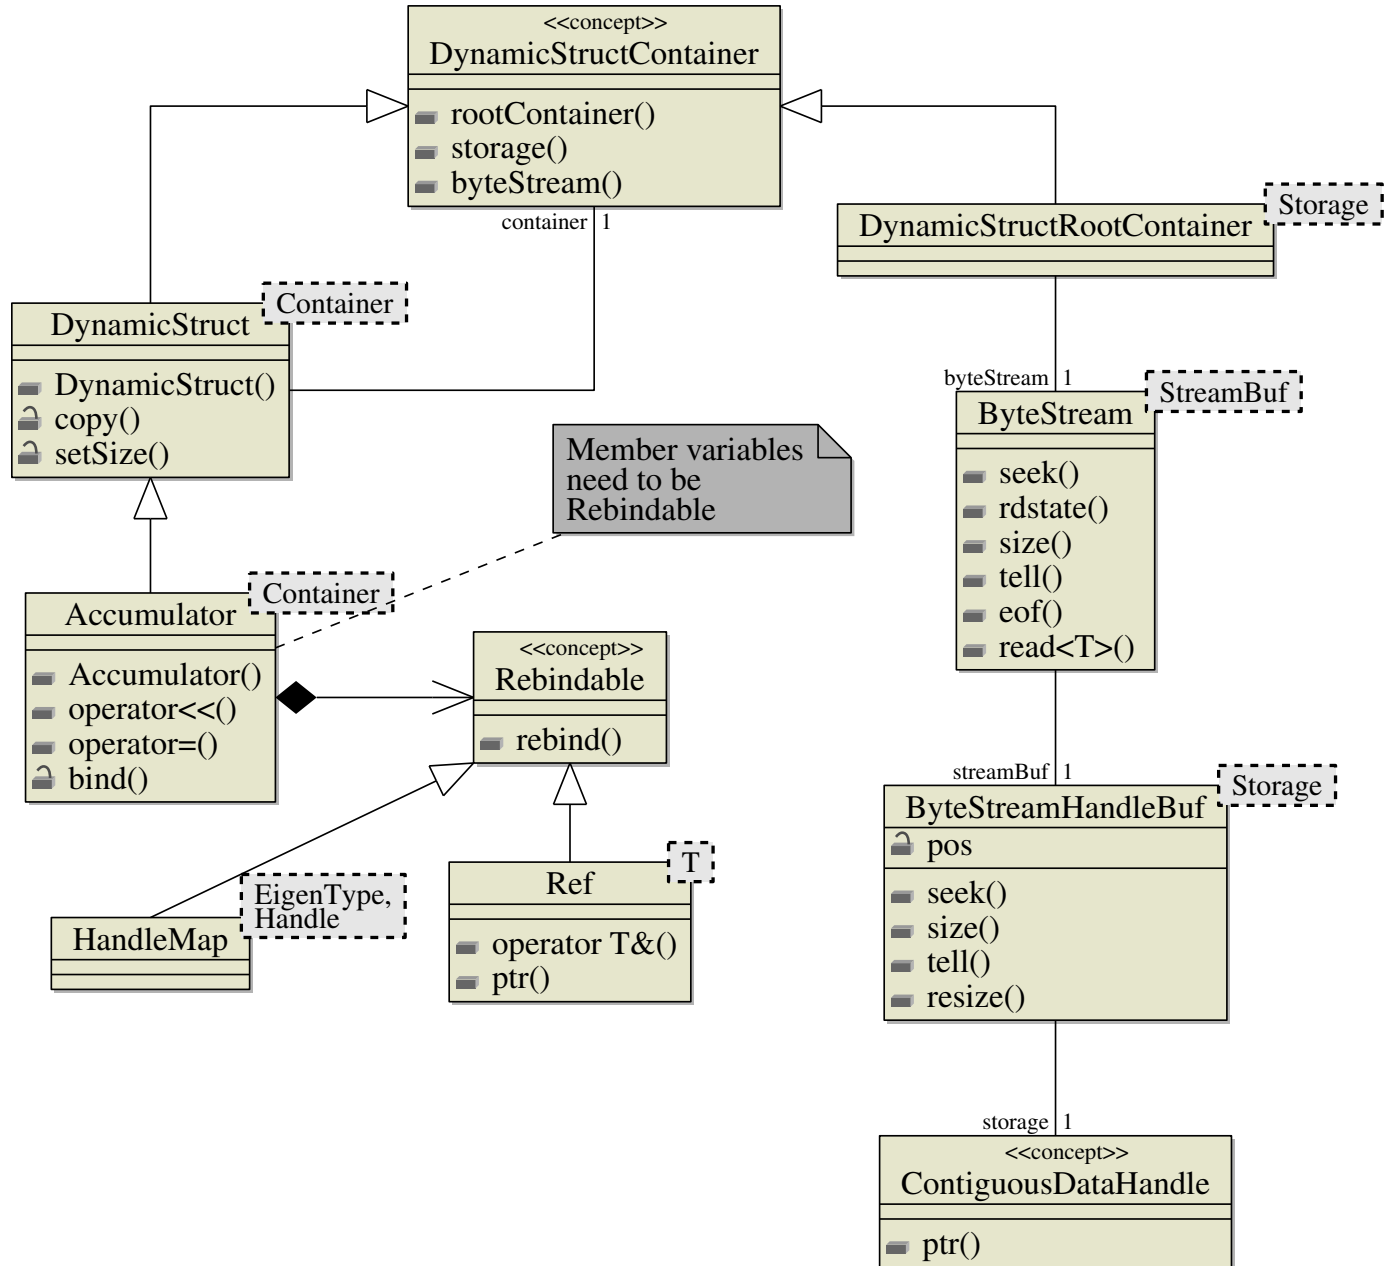 <<concept>>
DynamicStructContainer
rootContainer()
storage()
byteStream()
container 1
DynamicStructRootContainer
Storage
DynamicStruct
Container
DynamicStruct()
copy()
setSize()
byteStream 1
ByteStream
StreamBuf
seek()
rdstate()
size()
tell()
eof()
read<T>()
Member variables
need to be
Rebindable
Accumulator
Container
Accumulator()
operator<<()
operator=()
bind()
<<concept>>
Rebindable
rebind()
streamBuf 1
ByteStreamHandleBuf
Storage
pos
seek()
size()
tell()
resize()
HandleMap
EigenType,
Handle
Ref
T
operator T&()
ptr()
storage 1
<<concept>>
ContiguousDataHandle
ptr()